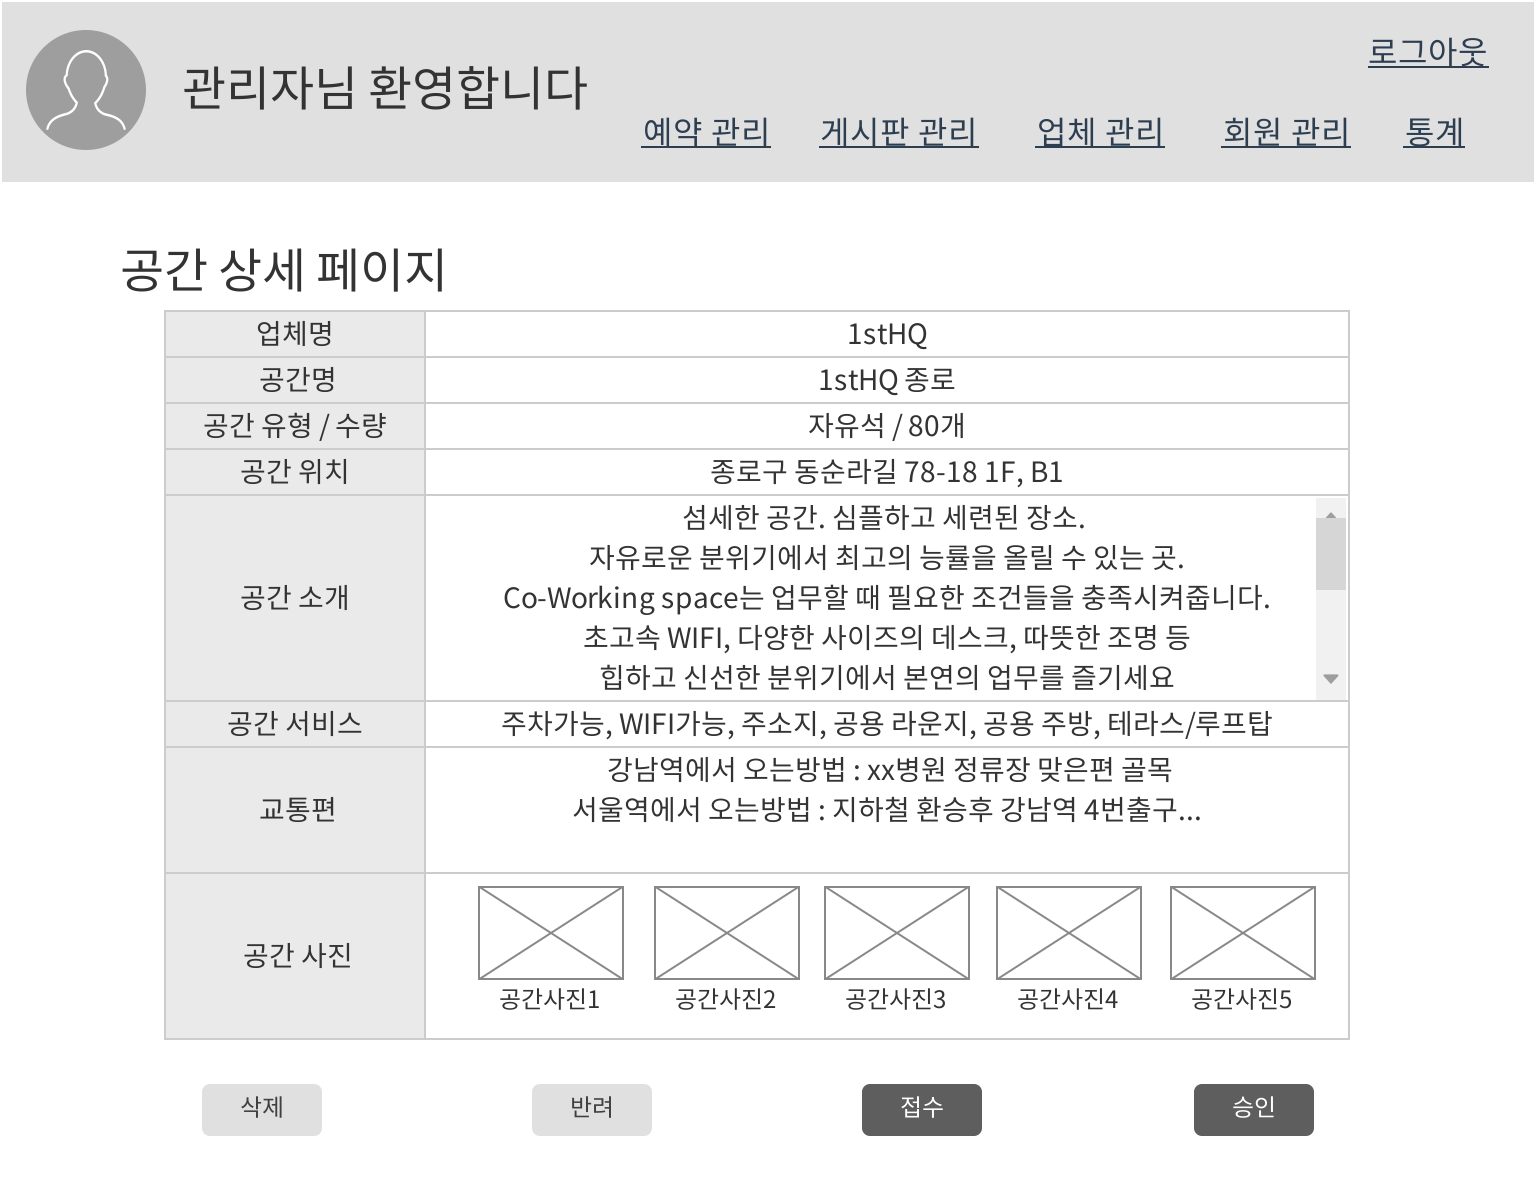 관리자님 환영합니다
로그아웃
예약 관리 게시판 관리 업체 관리 회원 관리 통계
공간 상세 페이지
업체명 1stHQ
공간명 1stHQ 종로
공간 유형 / 수량 자유석 / 80개
공간 위치 종로구 동순라길 78-18 1F, B1
공간 소개
섬세한 공간. 심플하고 세련된 장소.
자유로운 분위기에서 최고의 능률을 올릴 수 있는 곳.
Co-Working space는 업무할 때 필요한 조건들을 충족시켜줍니다.
초고속 WIFI, 다양한 사이즈의 데스크, 따뜻한 조명 등
힙하고 신선한 분위기에서 본연의 업무를 즐기세요
공간 서비스 주차가능, WIFI가능, 주소지, 공용 라운지, 공용 주방, 테라스/루프탑
교통편
강남역에서 오는방법 : xx병원 정류장 맞은편 골목
서울역에서 오는방법 : 지하철 환승후 강남역 4번출구...
공간 사진
공간사진1 공간사진2 공간사진3 공간사진4 공간사진5
삭제 반려 접수 승인